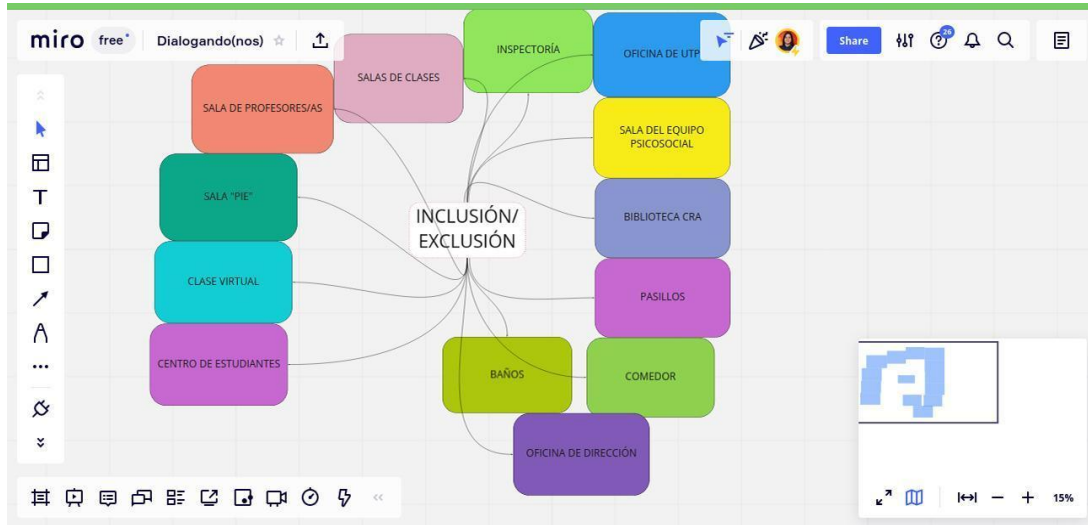 miro
free
Dialogando(nos)
Share
26
INSPECTORÍA
OFICINA DE UTP
SALAS DE CLASES
SALA DE PROFESORES/AS
SALA DEL EQUIPO
PSICOSOCIAL
SALA "PIE"
INCLUSIÓN/
EXCLUSIÓN
BIBLIOTECA CRA
CLASE VIRTUAL
PASILLOS
CENTRO DE ESTUDIANTES
BAÑOS
COMEDOR
OFICINA DE DIRECCIÓN
15%